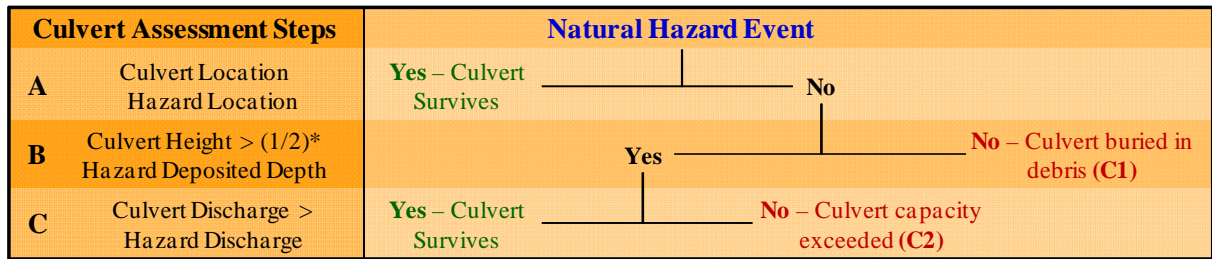 Culvert Assessment Steps
Natural Hazard Event
A
Culvert Location
Hazard Location
Yes – Culvert
Survives
No
B
Culvert Height > (1/2)*
Hazard Deposited Depth
Yes
No – Culvert buried in
debris (C1)
C
Culvert Discharge >
Hazard Discharge
Yes – Culvert
Survives
No – Culvert capacity
exceeded (C2)